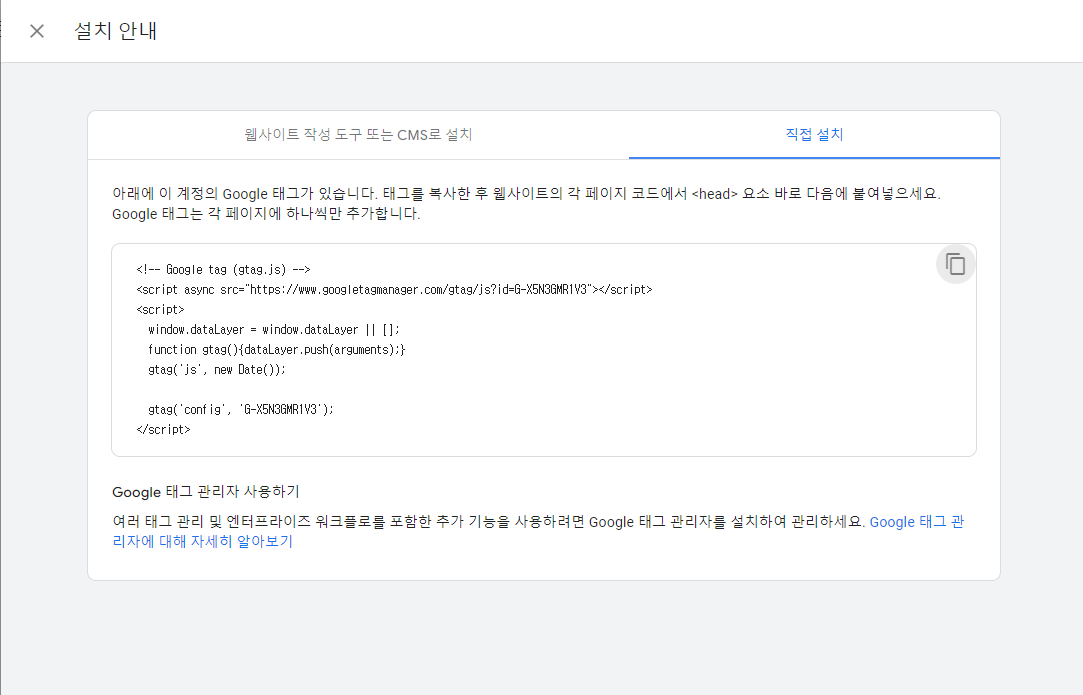 설치 안내
웹사이트 작성 도구 또는 CMS로 설치
직접 설치
아래에 이 계정의 Google 태그가 있습니다. 태그를 복사한 후 웹사이트의 각 페이지 코드에서 <head> 요소 바로 다음에 붙여넣으세요.
Google 태그는 각 페이지에 하나씩만 추가합니다.
<!-- Google tag (gtag.js) -->
<script async src="https://www.googletagmanager.com/gtag/js?id=G-X5N3GMR1V3"></script>
<script>
  window.dataLayer = window.dataLayer || [];
  function gtag(){dataLayer.push(arguments);}
  gtag('js', new Date());
  gtag('config', 'G-X5N3GMR1V3');
</script>
Google 태그 관리자 사용하기
여러 태그 관리 및 엔터프라이즈 워크플로를 포함한 추가 기능을 사용하려면 Google 태그 관리자를 설치하여 관리하세요. Google 태그 관
리자에 대해 자세히 알아보기